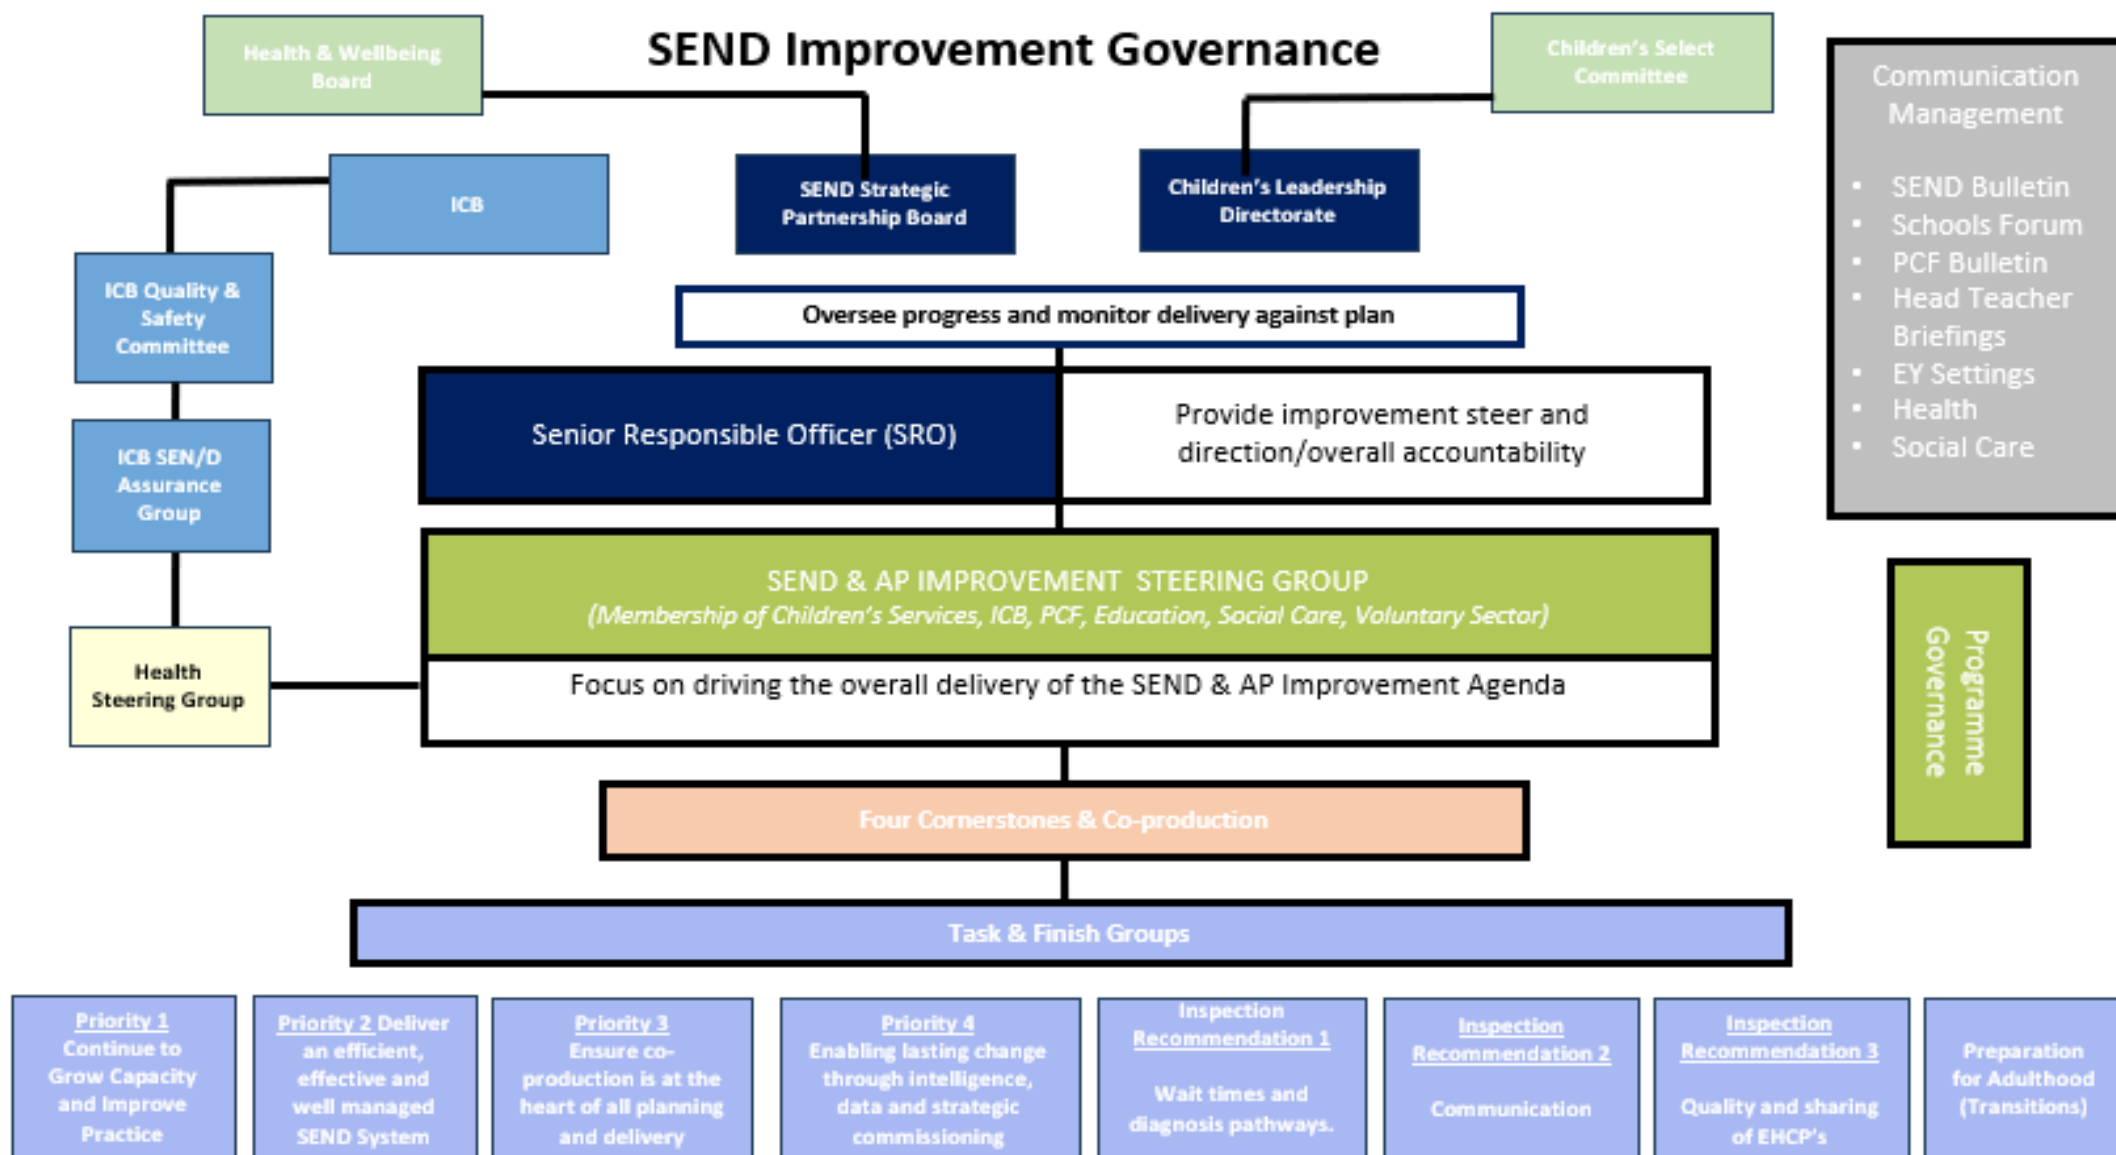 SEND Improvement Governance
Health & Wellbeing
Board
Children's Select
Committee
ICB
SEND Strategic
Partnership Board
Children's Leadership
Directorate
Communication
Management
▪ SEND Bulletin
▪ Schools Forum
▪ PCF Bulletin
▪ Head Teacher
Briefings
▪ EY Settings
▪ Health
▪ Social Care
ICB Quality &
Safety
Committee
Oversee progress and monitor delivery against plan
Senior Responsible Officer (SRO)
Provide improvement steer and
direction/overall accountability
ICB SEN/D
Assurance
Group
SEND & AP IMPROVEMENT STEERING GROUP
(Membership of Children's Services, ICB, PCF, Education, Social Care, Voluntary Sector)
Focus on driving the overall delivery of the SEND & AP Improvement Agenda
Health
Steering Group
Programme
Governance
Four Cornerstones & Co-production
Task & Finish Groups
Priority 1
Continue to
Grow Capacity
and Improve
Practice
Priority 2 Deliver
an efficient,
effective and
well managed
SEND System
Priority 3
Ensure co-
production is at the
heart of all planning
and delivery
Priority 4
Enabling lasting change
through intelligence,
data and strategic
commissioning
Inspection
Recommendation 1
Wait times and
diagnosis pathways.
Inspection
Recommendation 2
Communication
Inspection
Recommendation 3
Quality and sharing
of EHCP's
Preparation
for Adulthood
(Transitions)